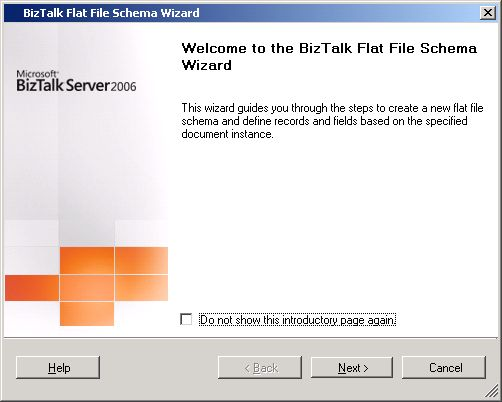 BizTalk Flat File Schema Wizard
Welcome to the BizTalk Flat File Schema
Wizard
Microsoft®
BizTalk Server 2006
This wizard guides you through the steps to create a new flat file
schema and define records and fields based on the specified
document instance.
Do not show this introductory page again.
Help
< Back
Next >
Cancel